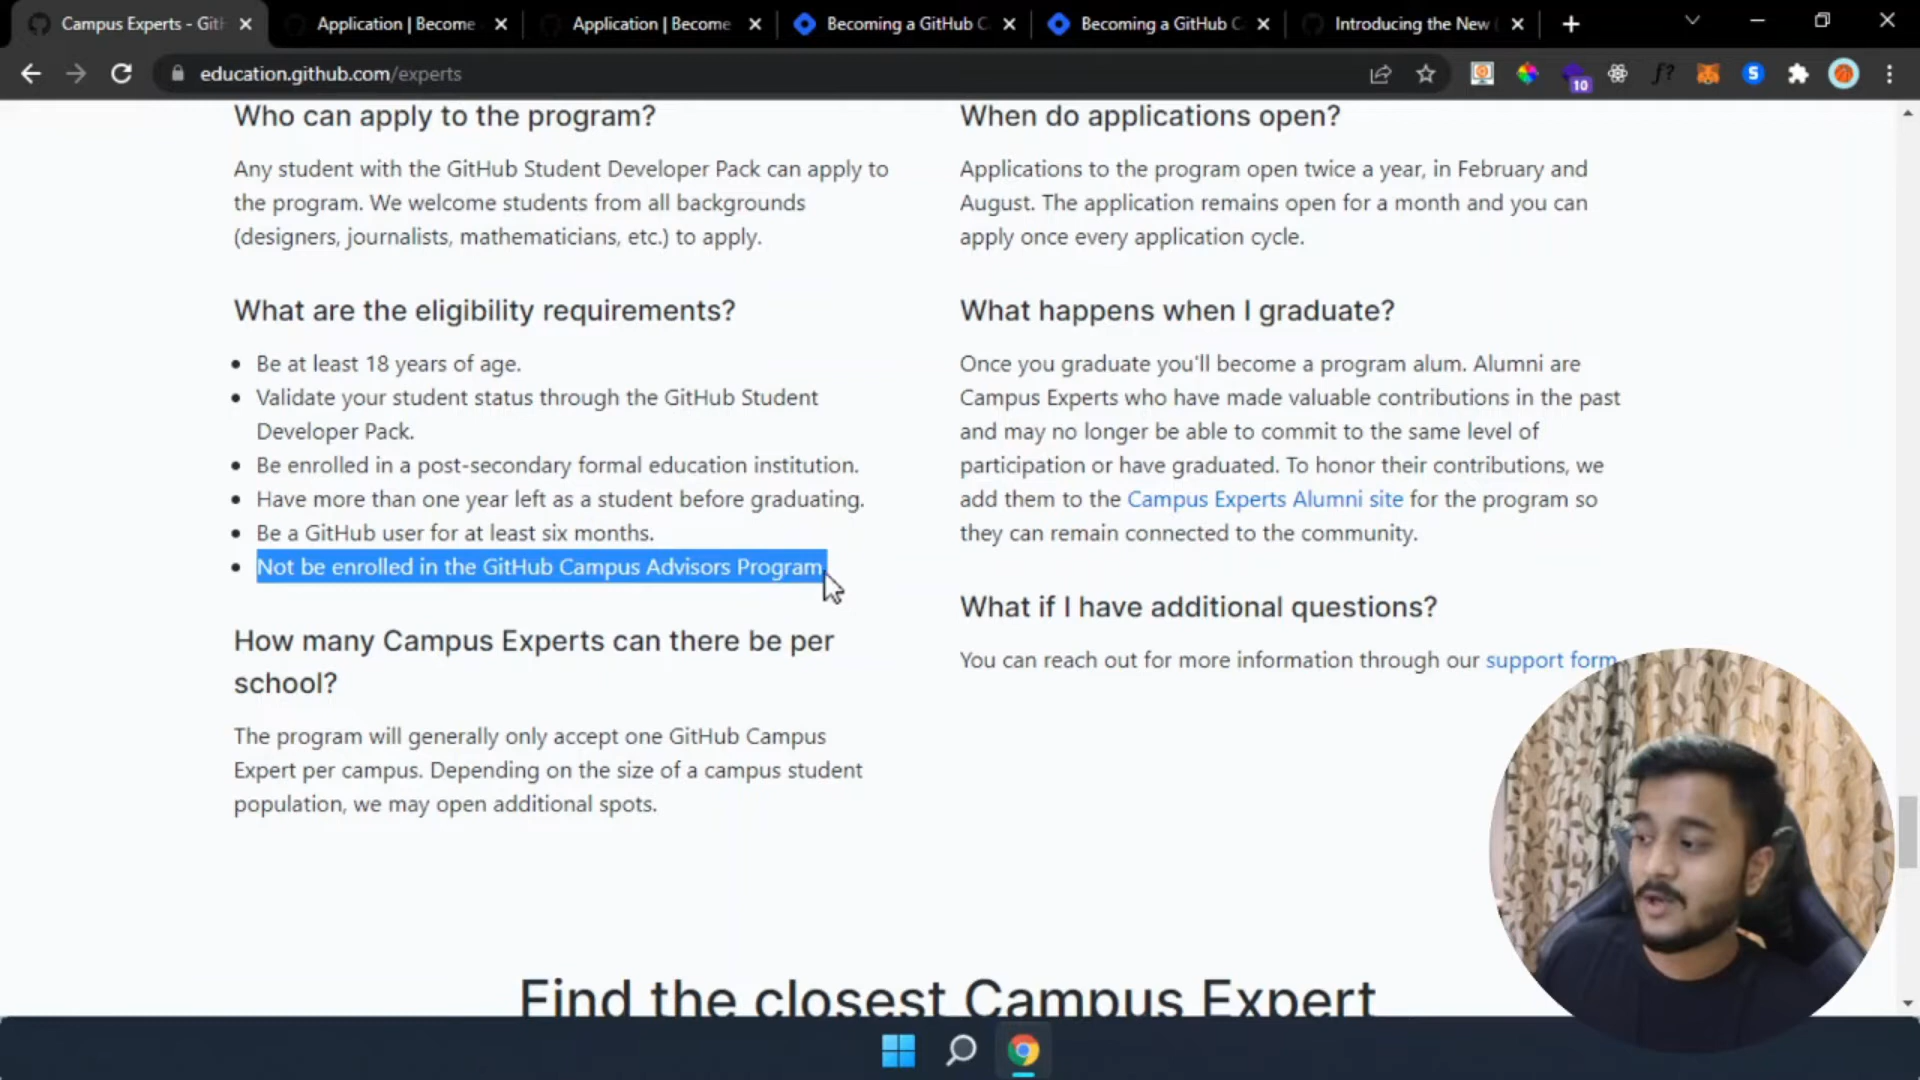 Campus Experts - Gith
Application | Become
Application | Become
Becoming a GitHub C
Becoming a GitHub C
Introducing the New
education.github.com/experts
10
Who can apply to the program?
Any student with the GitHub Student Developer Pack can apply to
the program. We welcome students from all backgrounds
(designers, journalists, mathematicians, etc.) to apply.
What are the eligibility requirements?
Be at least 18 years of age.
Validate your student status through the GitHub Student
Developer Pack.
Be enrolled in a post-secondary formal education institution.
Have more than one year left as a student before graduating.
Be a GitHub user for at least six months.
Not be enrolled in the GitHub Campus Advisors Program.
How many Campus Experts can there be per
school?
The program will generally only accept one GitHub Campus
Expert per campus. Depending on the size of a campus student
population, we may open additional spots.
When do applications open?
Applications to the program open twice a year, in February and
August. The application remains open for a month and you can
apply once every application cycle.
What happens when I graduate?
Once you graduate you'll become a program alum. Alumni are
Campus Experts who have made valuable contributions in the past
and may no longer be able to commit to the same level of
participation or have graduated. To honor their contributions, we
add them to the Campus Experts Alumni site for the program so
they can remain connected to the community.
What if I have additional questions?
You can reach out for more information through our support form
Find the closest Campus Expert